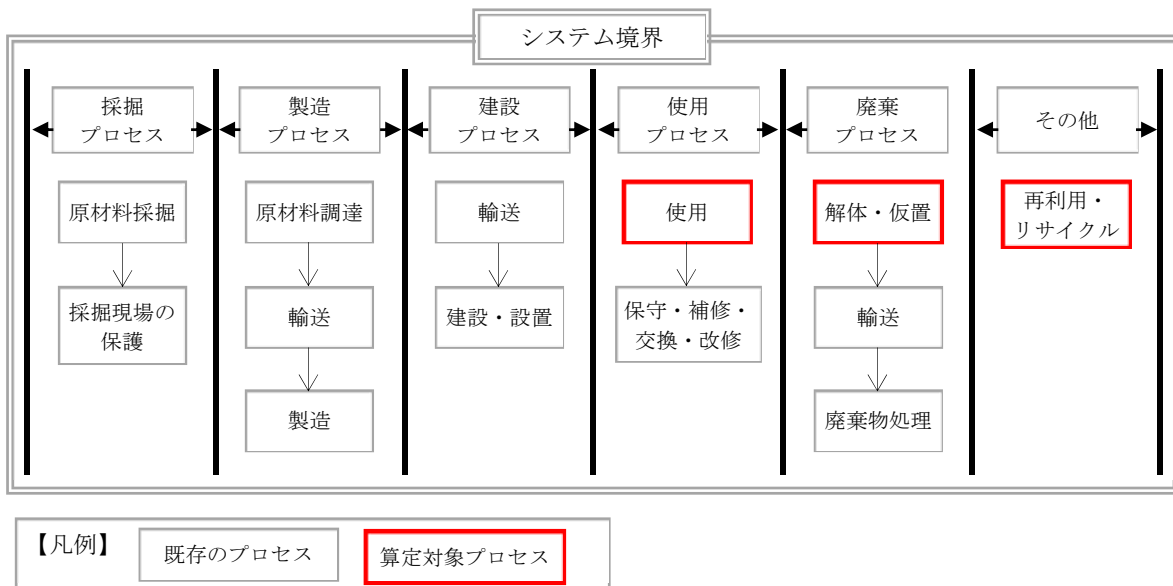 システム境界
採掘
プロセス
製造
プロセス
建設
プロセス
使用
プロセス
廃棄
プロセス
その他
原材料採掘
採掘現場の
保護
原材料調達
輸送
製造
輸送
建設・設置
使用
保守・補修・
交換・改修
解体・仮置
輸送
廃棄物処理
再利用・
リサイクル
【凡例】
既存のプロセス
算定対象プロセス